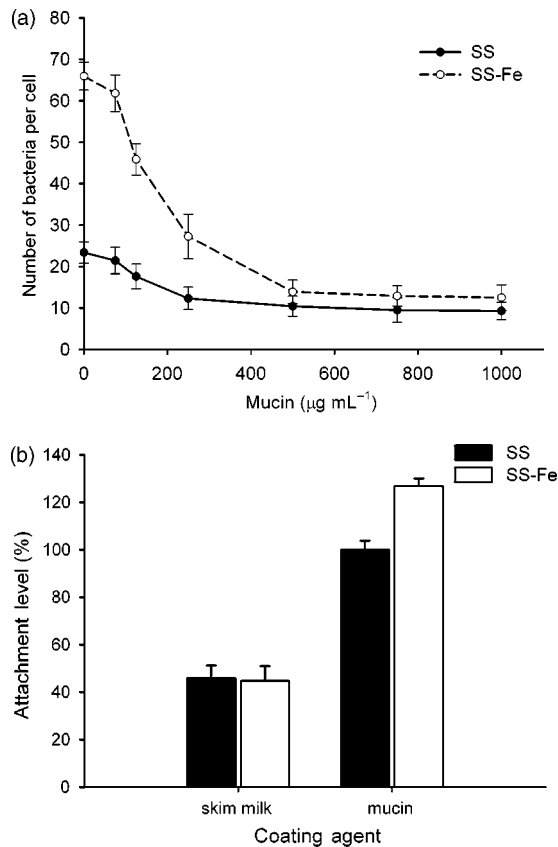 (a)
80
70
60
50
40
30
20
10
0
Number of bacteria per cell
SS
SS-Fe
0 200 400 600 800 1000
Mucin (µg mL⁻¹)
(b)
140
120
100
80
60
40
20
0
Attachment level (%)
SS
SS-Fe
skim milk mucin
Coating agent